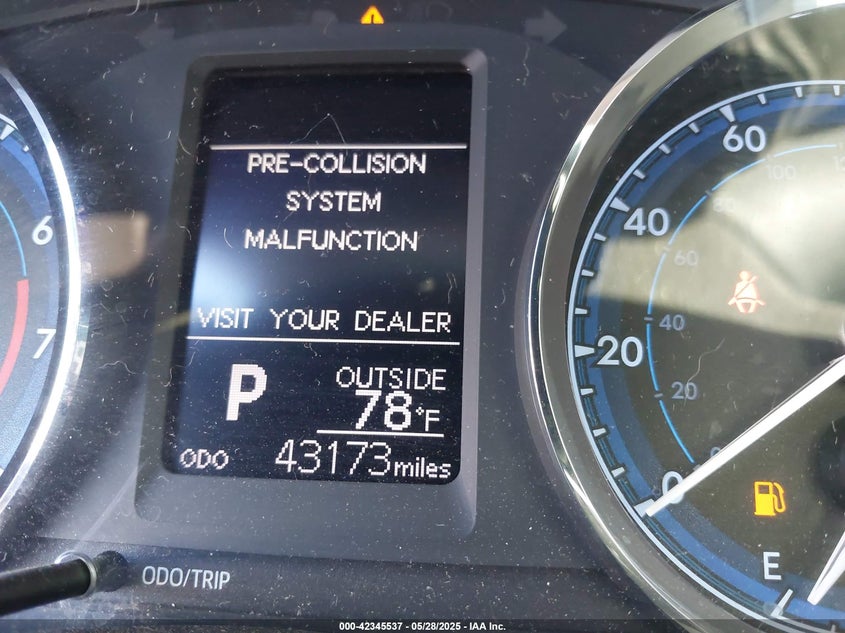 PRE-COLLISION
SYSTEM
MALFUNCTION
VISIT YOUR DEALER
P
OUTSIDE
78°F
ODO 43173 miles
ODO/TRIP
6
7
60
40
20
0
100
80
60
40
20
E
000-42345537 - 05/28/2025 - IAA Inc.